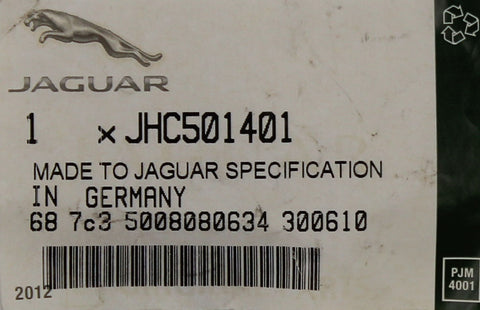 JAGUAR
1 x JHC501401
MADE TO JAGUAR SPECIFICATION
IN GERMANY
68 7c3 5008080634 300610
2012
PJM
4001